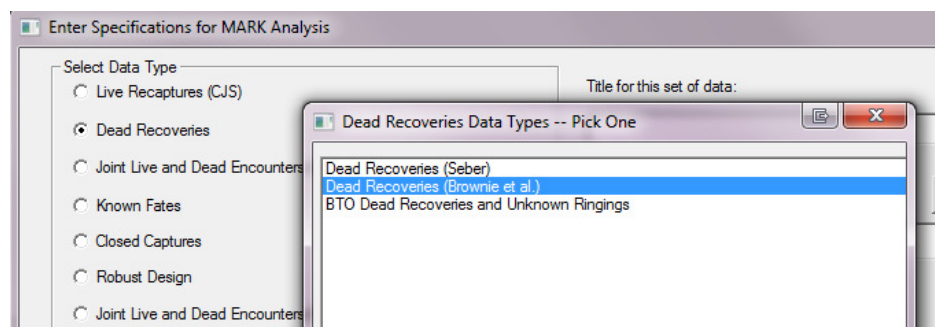 Enter Specifications for MARK Analysis
Select Data Type
Title for this set of data:
Live Recaptures (CJS)
Dead Recoveries
Joint Live and Dead Encounters
Known Fates
Closed Captures
Robust Design
Joint Live and Dead Encounters
Dead Recoveries Data Types -- Pick One
Dead Recoveries (Seber)
Dead Recoveries (Brownie et al.)
BTO Dead Recoveries and Unknown Ringings